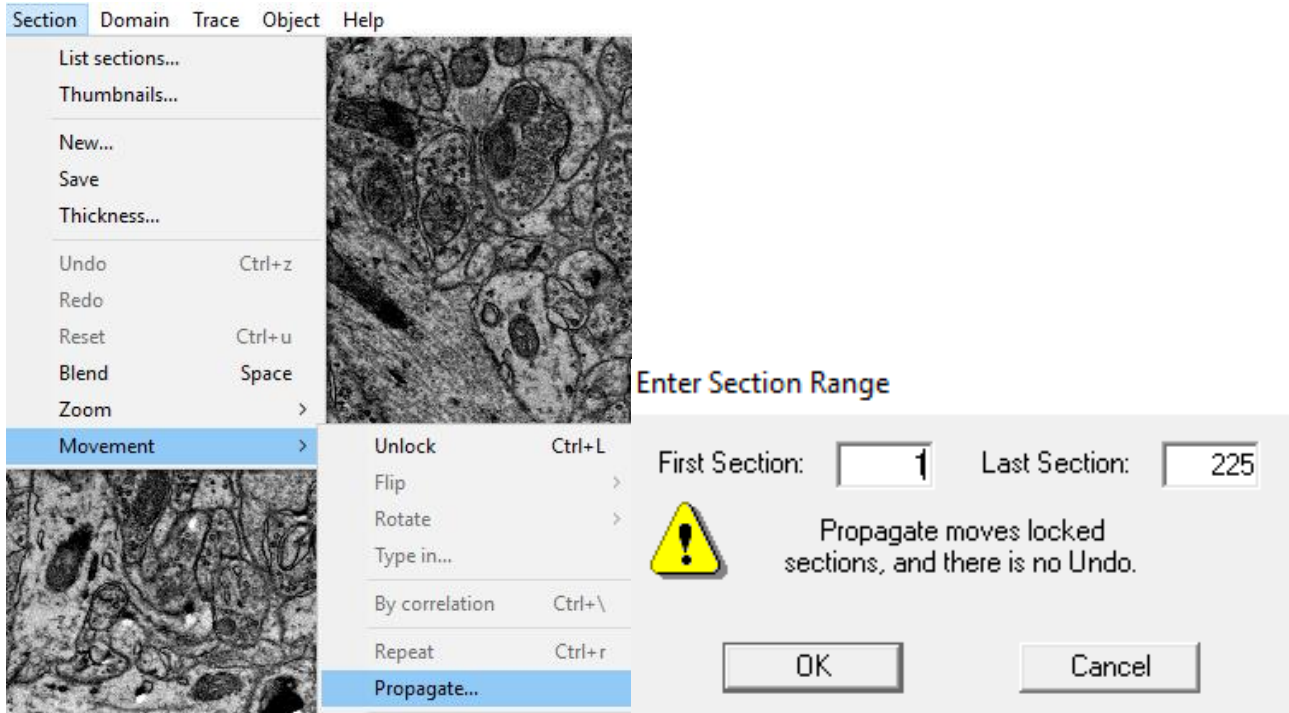 Section Domain Trace Object Help
List sections...
Thumbnails...
New...
Save
Thickness...
Undo Ctrl+z
Redo
Reset Ctrl+u
Blend Space
Zoom >
Movement >
Unlock Ctrl+L
Flip >
Rotate >
Type in...
By correlation Ctrl+\
Repeat Ctrl+r
Propagate...
Enter Section Range
First Section: 1 Last Section: 225
Propagate moves locked
sections, and there is no Undo.
OK Cancel